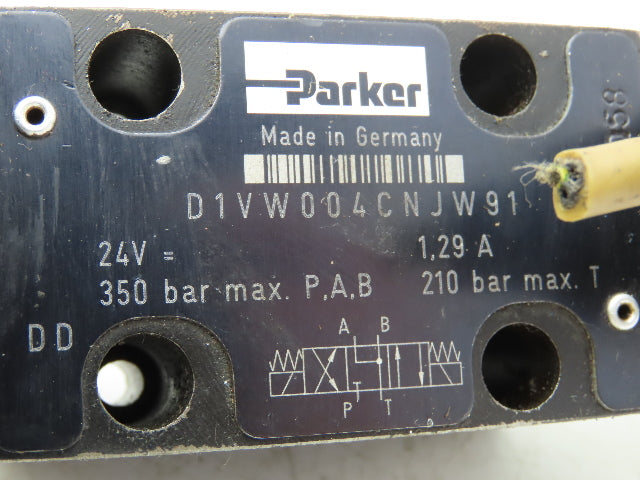 Parker
Made in Germany
D1VW004CNJW91
24V = 1,29 A
350 bar max. P,A,B 210 bar max. T
DD
A B
P T